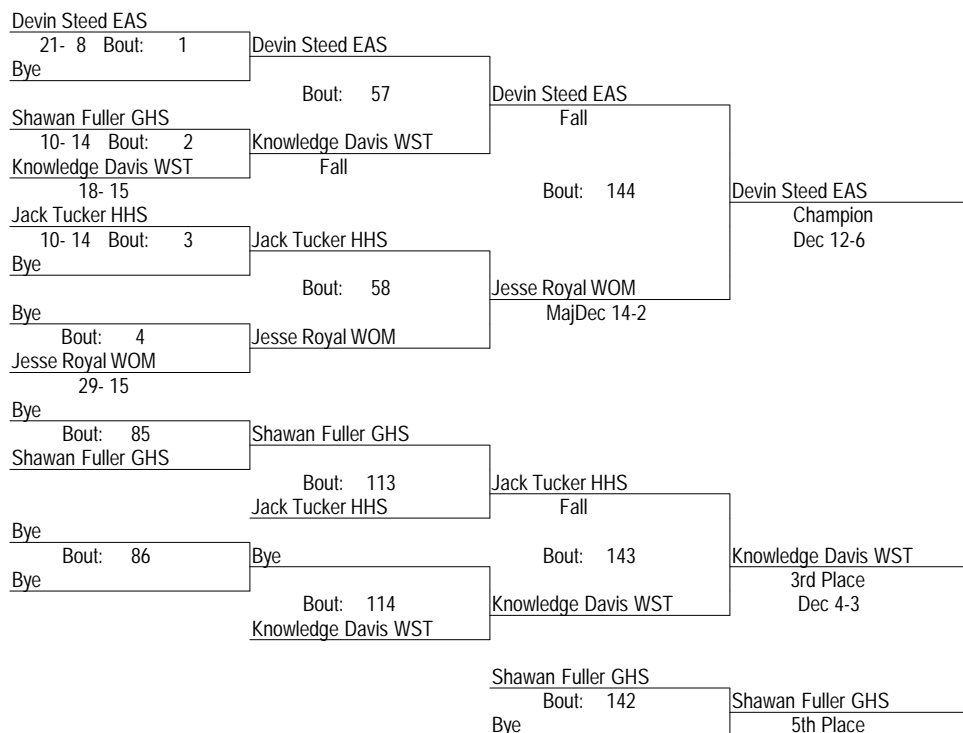 Devin Steed EAS
21- 8 Bout: 1
Bye
Devin Steed EAS
Bout: 57
Devin Steed EAS
Fall
Shawan Fuller GHS
10- 14 Bout: 2
Knowledge Davis WST
18- 15
Knowledge Davis WST
Fall
Bout: 144
Devin Steed EAS
Champion
Dec 12-6
Jack Tucker HHS
10- 14 Bout: 3
Bye
Jack Tucker HHS
Bout: 58
Jesse Royal WOM
MajDec 14-2
Bye
Bout: 4
Jesse Royal WOM
29- 15
Jesse Royal WOM
Bye
Bout: 85
Shawan Fuller GHS
Shawan Fuller GHS
Bout: 113
Jack Tucker HHS
Jack Tucker HHS
Fall
Bye
Bout: 86
Bye
Bye
Bout: 143
Knowledge Davis WST
3rd Place
Dec 4-3
Bout: 114
Knowledge Davis WST
Knowledge Davis WST
Shawan Fuller GHS
Bout: 142
Bye
Shawan Fuller GHS
5th Place